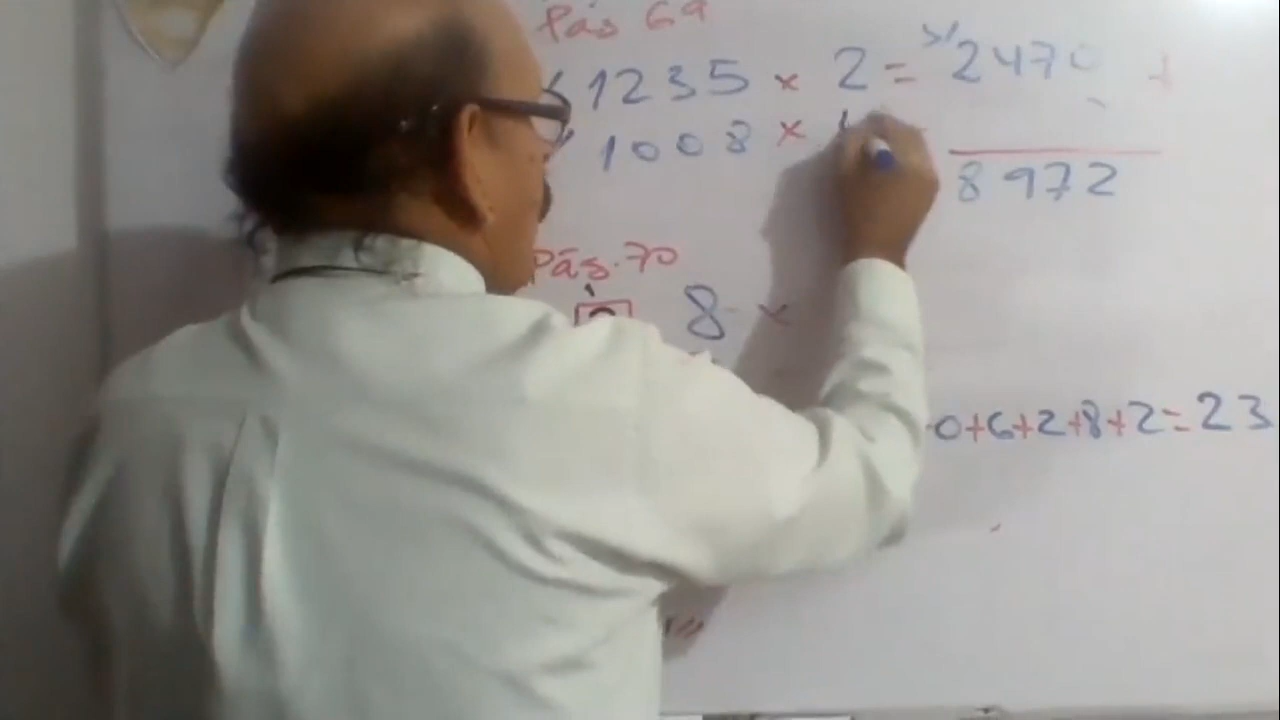 Pág 69
1235 × 2 = S/ 2470 +
1008 ×
8972
Pág. 70
8 ×
0+6+2+8+2=23